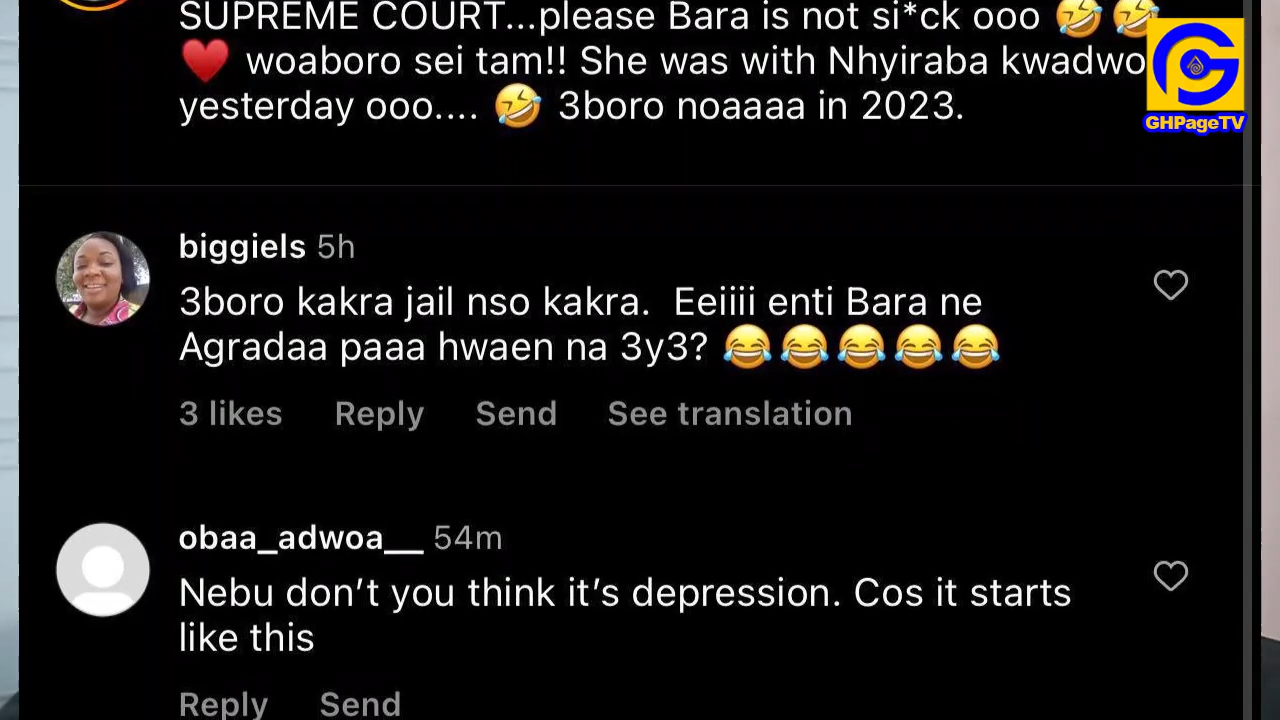 SUPREME COURT...please Bara is not si*ck ooo 🤣🤣
♥️ woaboro sei tam!! She was with Nhyiraba kwadwo
yesterday ooo.... 🤣 3boro noaaaa in 2023.
GHPageTV
biggiels 5h
3boro kakra jail nso kakra. Eeiiii enti Bara ne
Agradaa paaa hwaen na 3y3? 😂😂😂😂😂
3 likes Reply Send See translation
obaa_adwoa__ 54m
Nebu don’t you think it’s depression. Cos it starts
like this
Reply Send